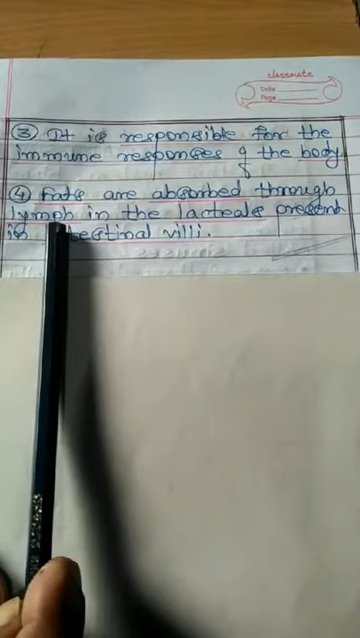 classmate
Date
Page
③ It is responsible for the
immune responses of the body.
④ Fats are absorbed through
lymph in the lacteals present
in intestinal villi.